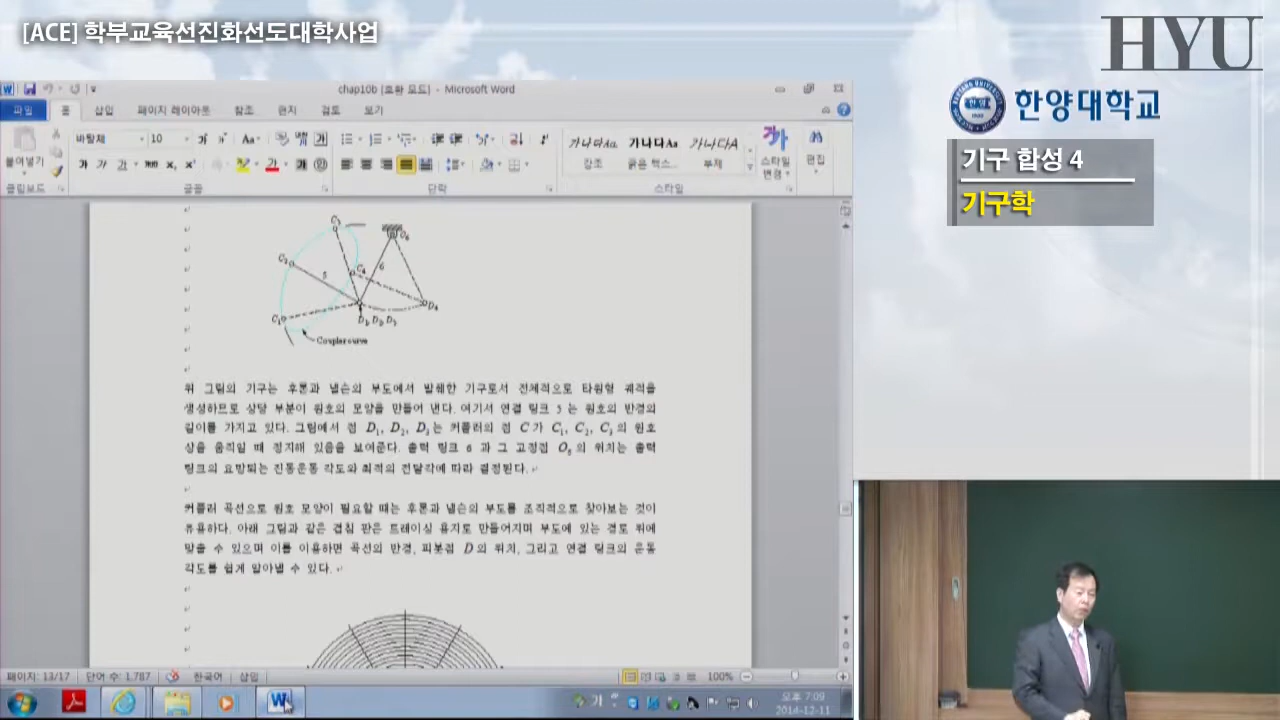 [ACE] 학부교육선진화선도대학사업
HYU
한양대학교
기구 합성 4
기구학
chap10b [호환 모드] - Microsoft Word
파일 홈 삽입 페이지 레이아웃 참조 편지 검토 보기
붙여넣기
바탕체 10
가나다Aa 가나다Aa 가나다A
강조 굵은 텍스... 부제
스타일 변경
편집
클립보드 글꼴 단락 스타일
C3
O6
C2
5
C4
6
C1
D1 D2 D3
D4
Coupler curve
위 그림의 기구는 후론과 넬슨의 부도에서 발췌한 기구로서 전체적으로 타원형 궤적을
생성하므로 상당 부분이 원호의 모양을 만들어 낸다. 여기서 연결 링크 5 는 원호의 반경의
길이를 가지고 있다. 그림에서 점 D1, D2, D3는 커플러의 점 C가 C1, C2, C3의 원호
상을 움직일 때 정지해 있음을 보여준다. 출력 링크 6 과 그 고정점 O6의 위치는 출력
링크의 요망되는 진동운동 각도와 최적의 전달각에 따라 결정된다.
커플러 곡선으로 원호 모양이 필요할 때는 후론과 넬슨의 부도를 조직적으로 찾아보는 것이
유용하다. 아래 그림과 같은 겹침 판은 트레이싱 용지로 만들어지며 부도에 있는 경로 위에
맞출 수 있으며 이를 이용하면 곡선의 반경, 피봇점 D의 위치, 그리고 연결 링크의 운동
각도를 쉽게 알아낼 수 있다.
페이지: 13/17 단어 수: 1,787 한국어 삽입 100%
오후 7:09
2014-12-11